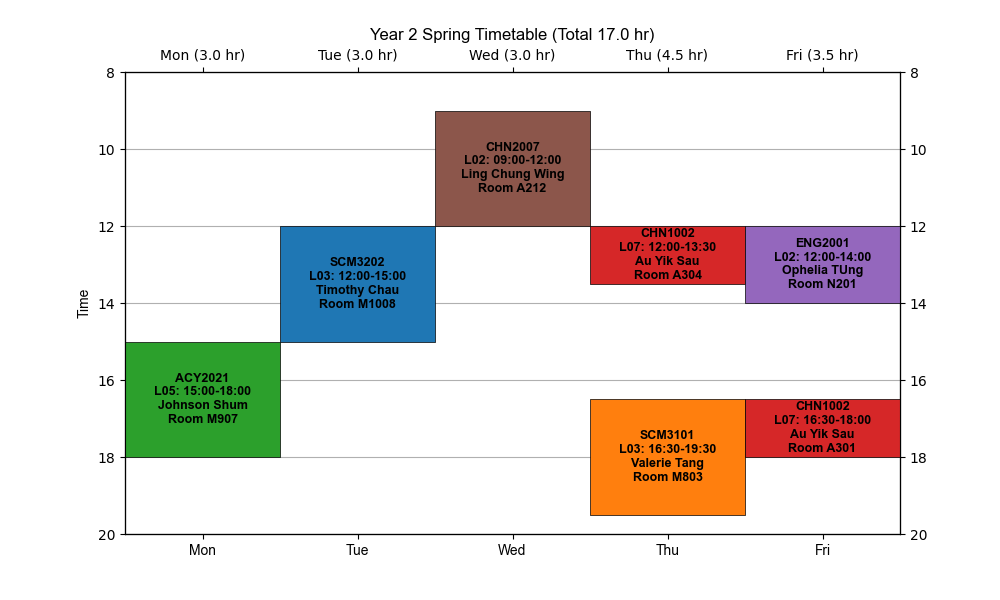 Year 2 Spring Timetable (Total 17.0 hr)
Mon (3.0 hr) Tue (3.0 hr) Wed (3.0 hr) Thu (4.5 hr) Fri (3.5 hr)
8 8
CHN2007
L02: 09:00-12:00
Ling Chung Wing
Room A212
10 10
12 12
SCM3202
L03: 12:00-15:00
Timothy Chau
Room M1008
CHN1002
L07: 12:00-13:30
Au Yik Sau
Room A304
ENG2001
L02: 12:00-14:00
Ophelia TUng
Room N201
Time
14 14
ACY2021
L05: 15:00-18:00
Johnson Shum
Room M907
16 16
SCM3101
L03: 16:30-19:30
Valerie Tang
Room M803
CHN1002
L07: 16:30-18:00
Au Yik Sau
Room A301
18 18
20 20
Mon Tue Wed Thu Fri